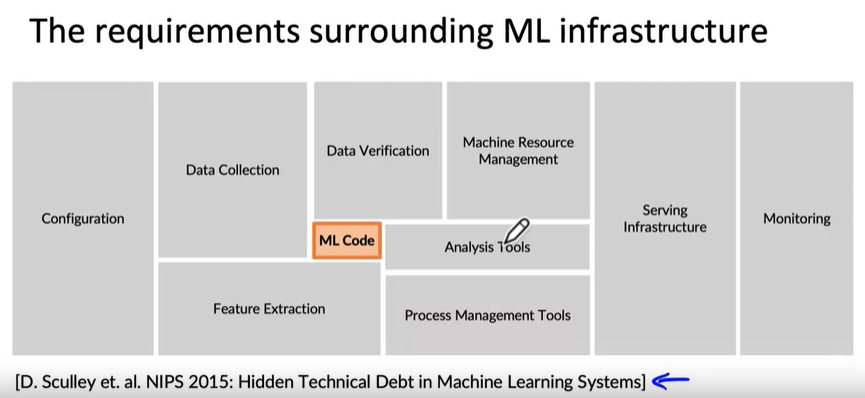 The requirements surrounding ML infrastructure
Configuration
Data Collection
Data Verification
Machine Resource
Management
ML Code
Analysis Tools
Feature Extraction
Process Management Tools
Serving
Infrastructure
Monitoring
[D. Sculley et. al. NIPS 2015: Hidden Technical Debt in Machine Learning Systems]